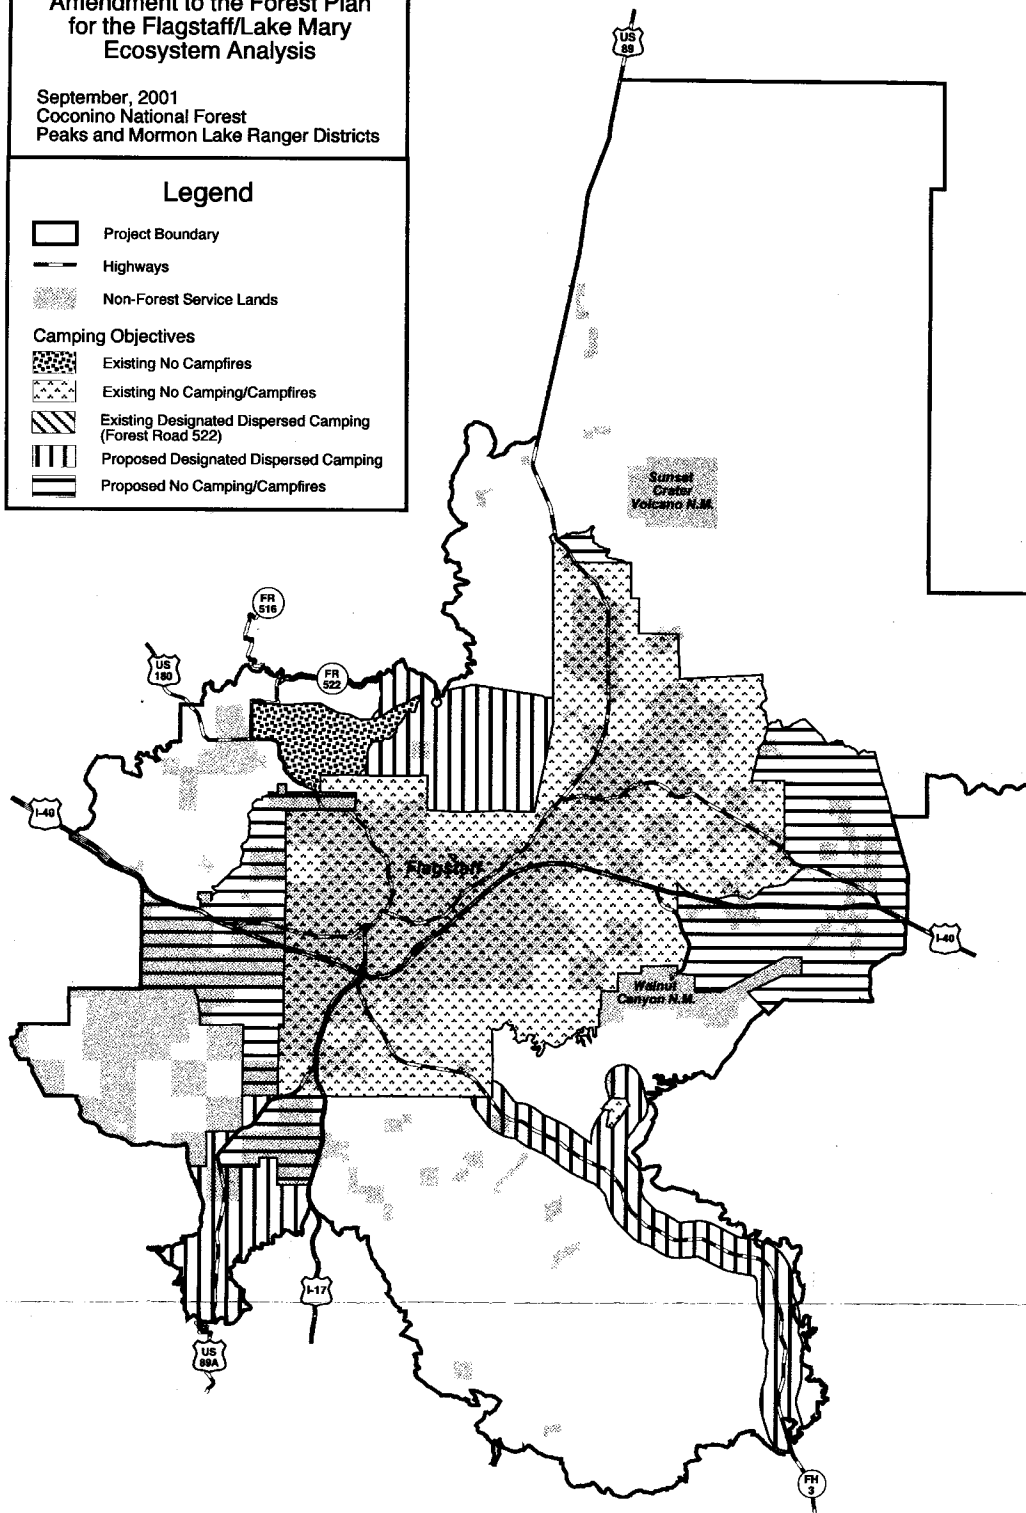 Amendment to the Forest Plan
for the Flagstaff/Lake Mary
Ecosystem Analysis
September, 2001
Coconino National Forest
Peaks and Mormon Lake Ranger Districts
Legend
Project Boundary
Highways
Non-Forest Service Lands
Camping Objectives
Existing No Campfires
Existing No Camping/Campfires
Existing Designated Dispersed Camping
(Forest Road 522)
Proposed Designated Dispersed Camping
Proposed No Camping/Campfires
US
89
Sunset
Crater
Volcano N.M.
FR
516
US
180
FR
522
I-40
Flagstaff
I-40
Walnut
Canyon N.M.
I-17
US
89A
FH
3